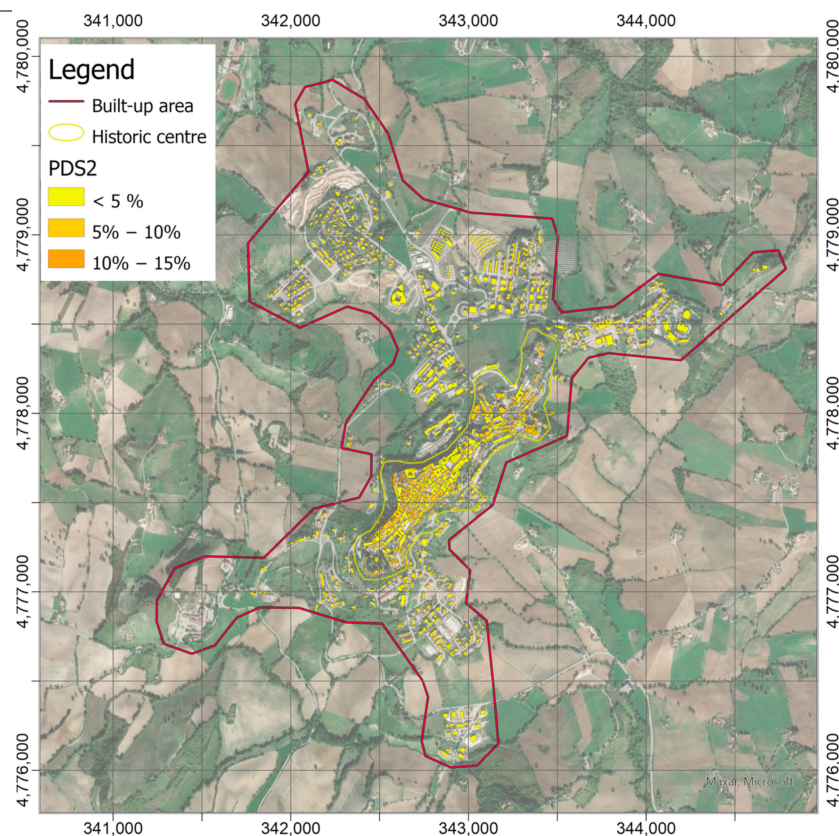 341,000 342,000 343,000 344,000
4,780,000 4,780,000
Legend
Built-up area
Historic centre
PDS2
< 5 %
5% – 10%
10% – 15%
4,779,000 4,779,000
4,778,000 4,778,000
4,777,000 4,777,000
4,776,000 4,776,000
Maxar, Microsoft
341,000 342,000 343,000 344,000